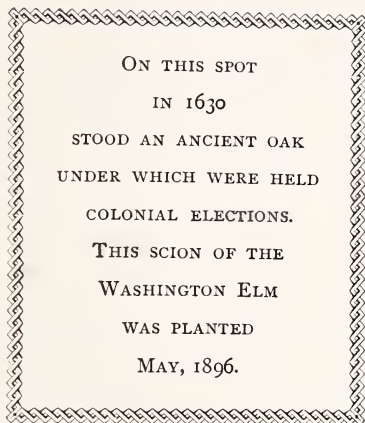 On this spot
in 1630
stood an ancient oak
under which were held
colonial elections.
This scion of the
Washington Elm
was planted
May, 1896.